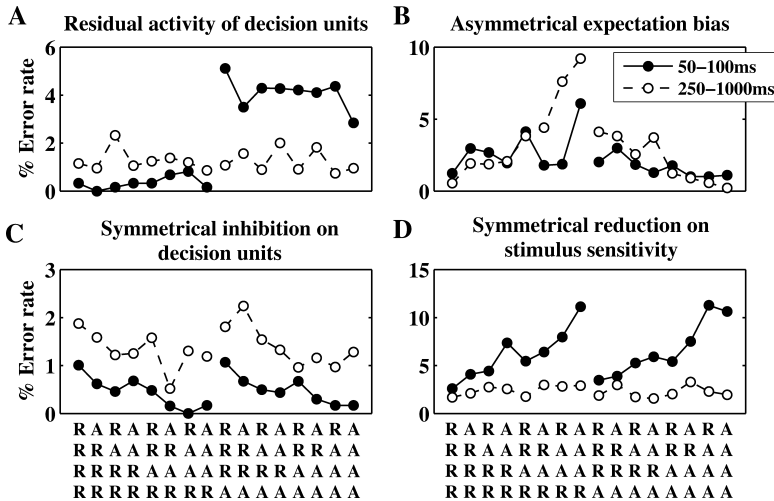 A Residual activity of decision units
B Asymmetrical expectation bias
% Error rate
6
4
2
0
10
5
0
50–100ms
250–1000ms
C Symmetrical inhibition on
decision units
D Symmetrical reduction on
stimulus sensitivity
% Error rate
3
2
1
0
15
10
5
0
R A R A R A R A R A R A R A R A
R R A A R R A A R R A A R R A A
R R R R A A A A R R R R A A A A
R R R R R R R R A A A A A A A A
R A R A R A R A R A R A R A R A
R R A A R R A A R R A A R R A A
R R R R A A A A R R R R A A A A
R R R R R R R R A A A A A A A A